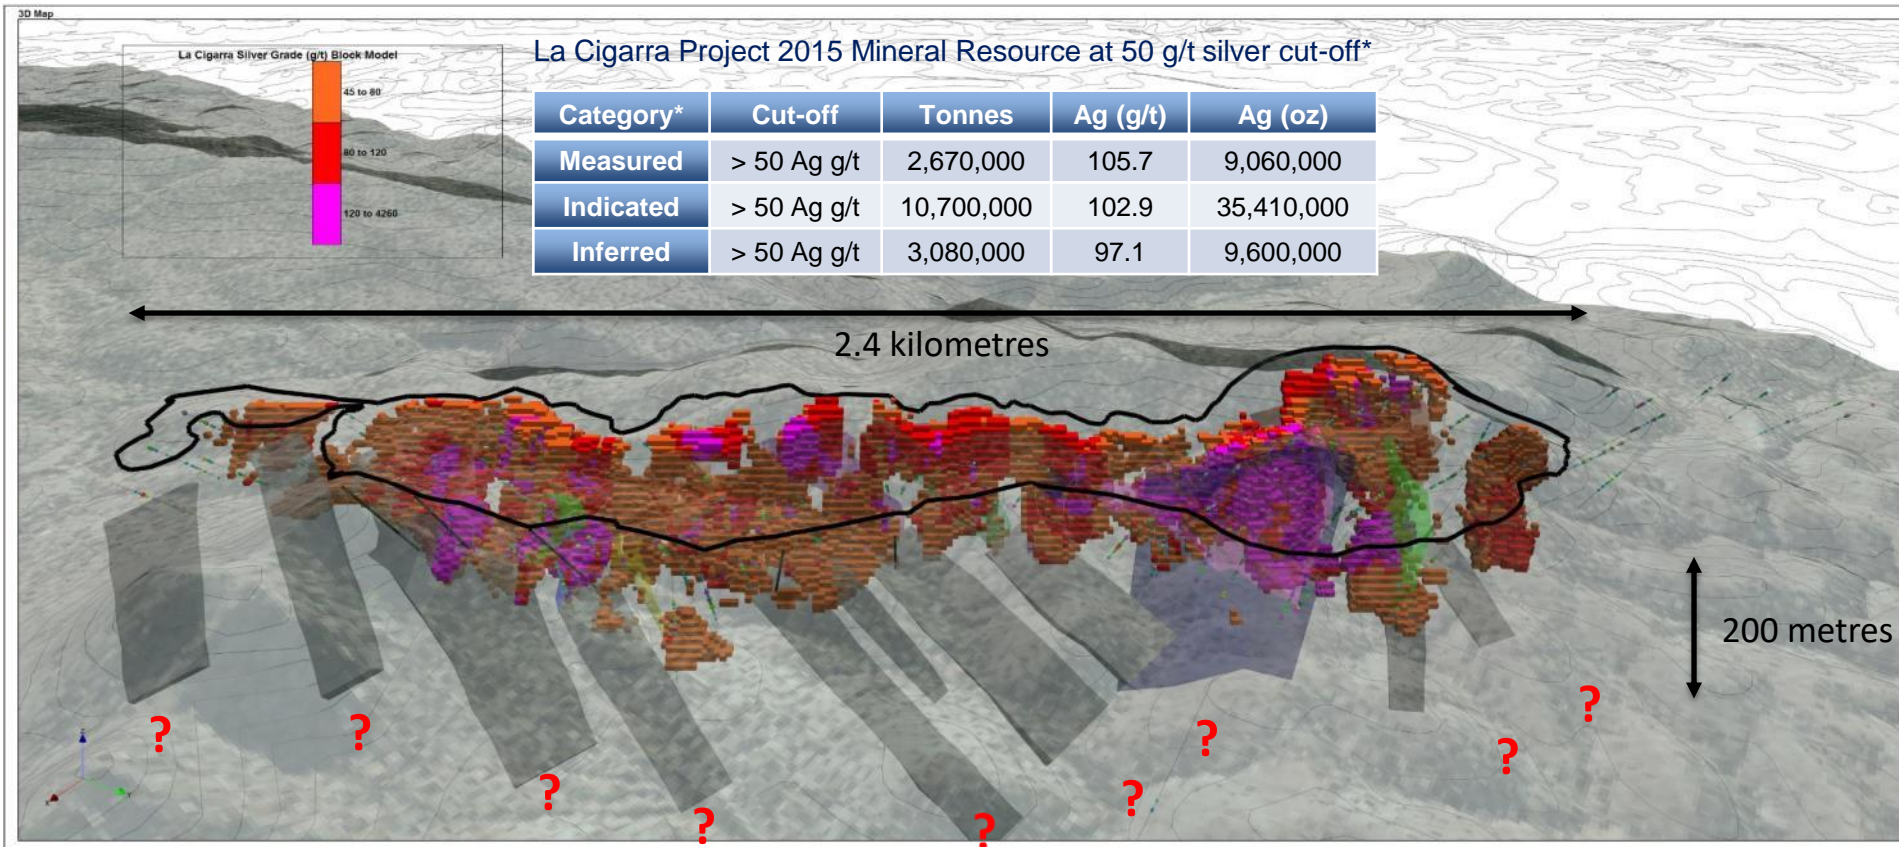 3D Map
La Cigarra Silver Grade (g/t) Block Model
45 to 80
80 to 120
120 to 4260
La Cigarra Project 2015 Mineral Resource at 50 g/t silver cut-off*
Category* Cut-off Tonnes Ag (g/t) Ag (oz)
Measured > 50 Ag g/t 2,670,000 105.7 9,060,000
Indicated > 50 Ag g/t 10,700,000 102.9 35,410,000
Inferred > 50 Ag g/t 3,080,000 97.1 9,600,000
2.4 kilometres
200 metres
?
?
?
?
?
?
?
?
?
Z
X
Y